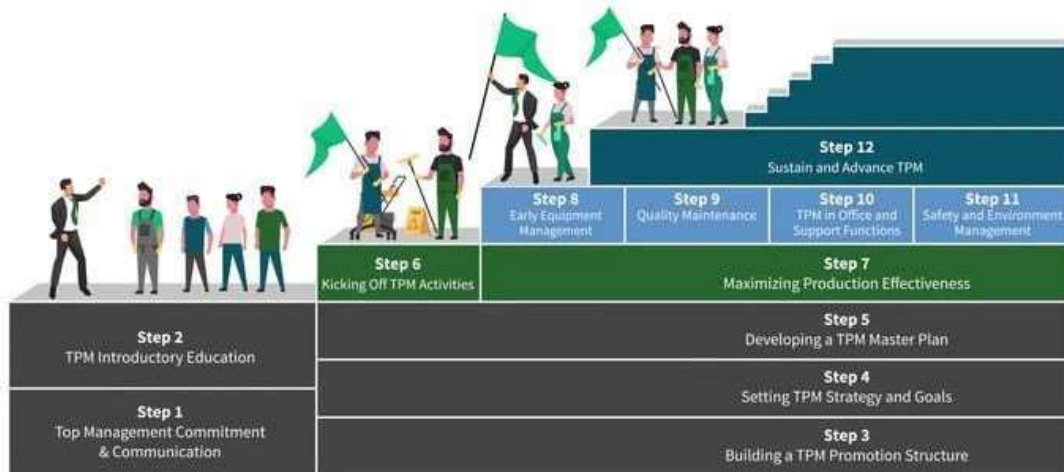 Step 12
Sustain and Advance TPM
Step 8
Early Equipment
Management
Step 9
Quality Maintenance
Step 10
TPM in Office and
Support Functions
Step 11
Safety and Environment
Management
Step 6
Kicking Off TPM Activities
Step 7
Maximizing Production Effectiveness
Step 2
TPM Introductory Education
Step 5
Developing a TPM Master Plan
Step 4
Setting TPM Strategy and Goals
Step 1
Top Management Commitment
& Communication
Step 3
Building a TPM Promotion Structure